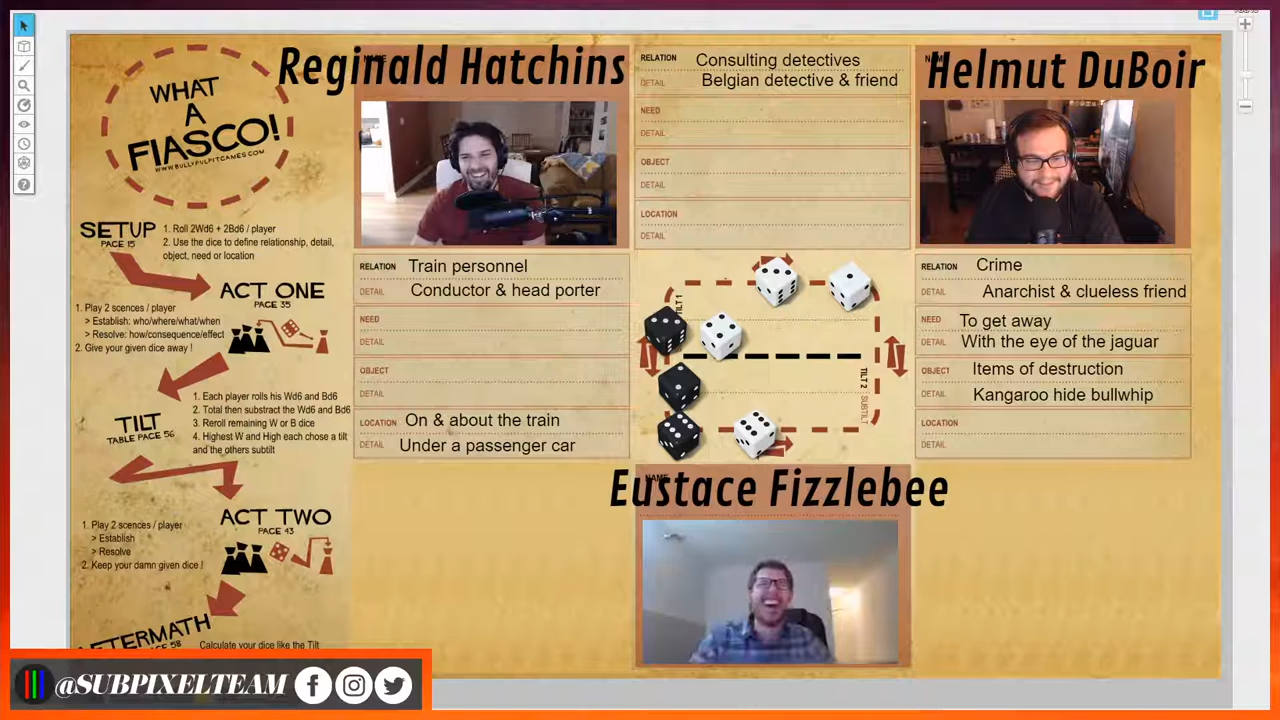 WHAT
A
FIASCO!
WWW.BULLYPULPITGAMES.COM
Reginald Hatchins
RELATION Consulting detectives
DETAIL Belgian detective & friend
NEED
DETAIL
OBJECT
DETAIL
LOCATION
DETAIL
Helmut DuBoir
SETUP
PAGE 15
1. Roll 2Wd6 + 2Bd6 / player
2. Use the dice to define relationship, detail,
object, need or location
ACT ONE
PAGE 35
1. Play 2 scences / player
> Establish: who/where/what/when
> Resolve: how/consequence/effect
2. Give your given dice away !
TILT
TABLE PAGE 56
1. Each player rolls his Wd6 and Bd6
2. Total then substract the Wd6 and Bd6
3. Reroll remaining W or B dice
4. Highest W and High each chose a tilt
and the others subtilt
ACT TWO
PAGE 43
1. Play 2 scences / player
> Establish
> Resolve
2. Keep your damn given dice !
Calculate your dice like the Tilt
RELATION Train personnel
DETAIL Conductor & head porter
NEED
DETAIL
OBJECT
DETAIL
LOCATION On & about the train
DETAIL Under a passenger car
TILT 1
TILT 2 SUBTILT
RELATION Crime
DETAIL Anarchist & clueless friend
NEED To get away
DETAIL With the eye of the jaguar
OBJECT Items of destruction
DETAIL Kangaroo hide bullwhip
LOCATION
DETAIL
Eustace Fizzlebee
@SUBPIXELTEAM